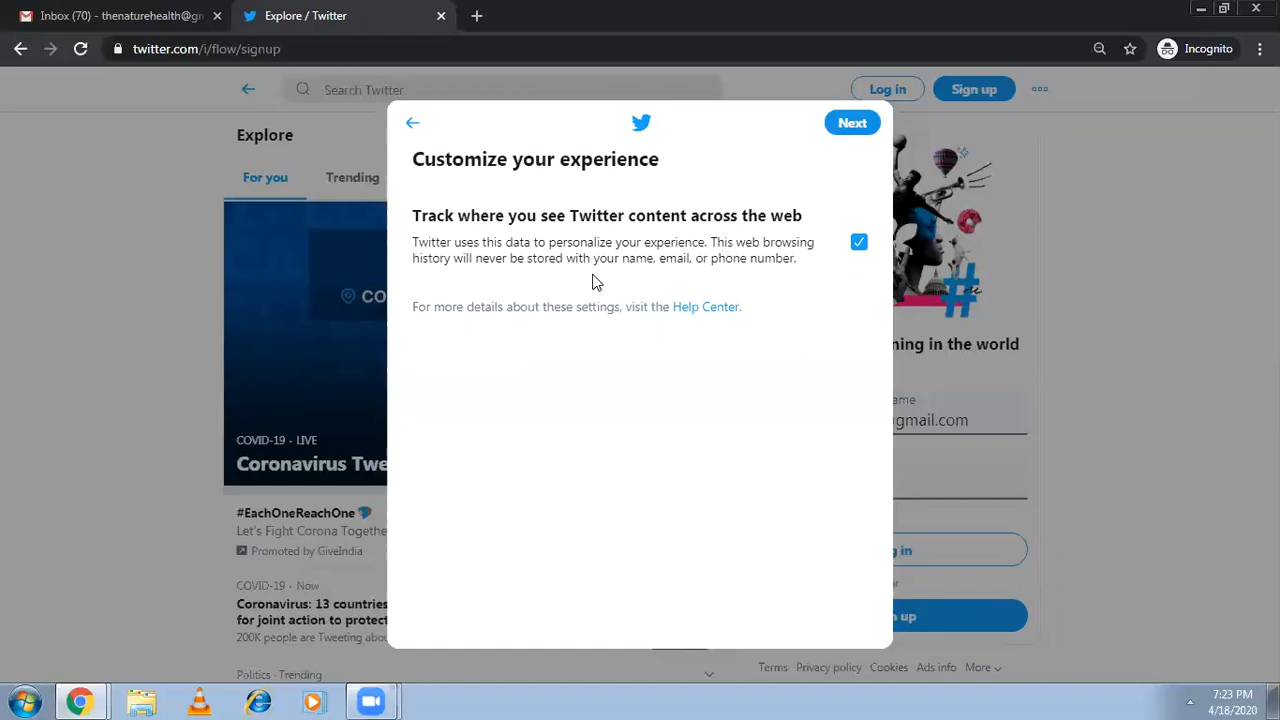 Inbox (70) - thenaturehealth@g
Explore / Twitter
twitter.com/i/flow/signup
Incognito
Search Twitter
Log in
Sign up
Explore
For you
Trending
CO
COVID-19 · LIVE
Coronavirus Twe
#EachOneReachOne
Let's Fight Corona Togethe
Promoted by GiveIndia
COVID-19 · Now
Coronavirus: 13 countries
for joint action to protect
200K people are Tweeting abou
Politics · Trending
Next
Customize your experience
Track where you see Twitter content across the web
Twitter uses this data to personalize your experience. This web browsing
history will never be stored with your name, email, or phone number.
For more details about these settings, visit the Help Center.
#
ning in the world
ame
@gmail.com
g in
or
n up
Terms Privacy policy Cookies Ads info More
7:23 PM
4/18/2020